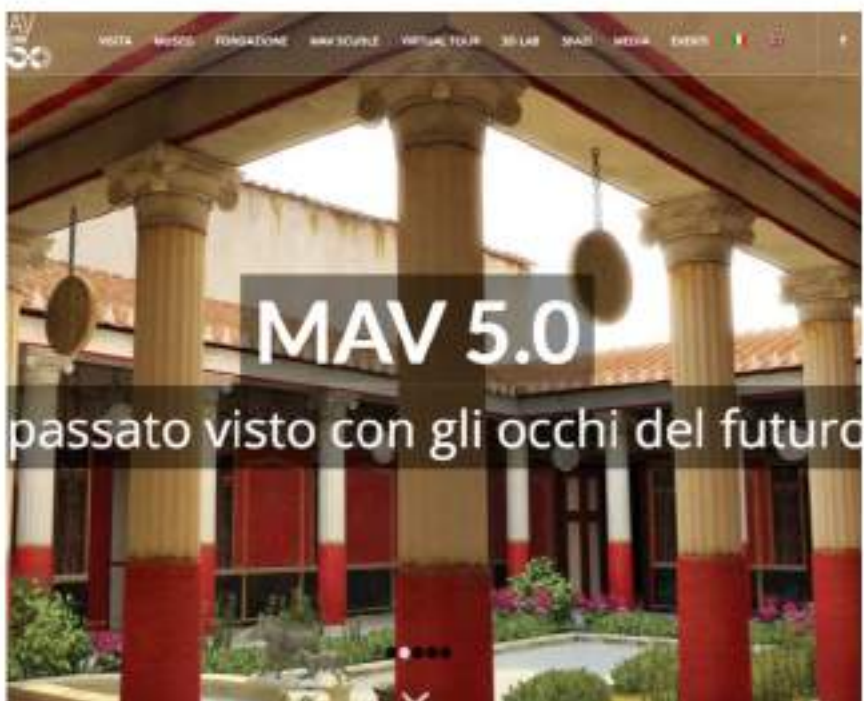 VISITA MUSEO FONDAZIONE MAV SCUOLE VIRTUAL TOUR 3D LAB SPAZI MEDIA EVENTI
MAV 5.0
passato visto con gli occhi del futuro